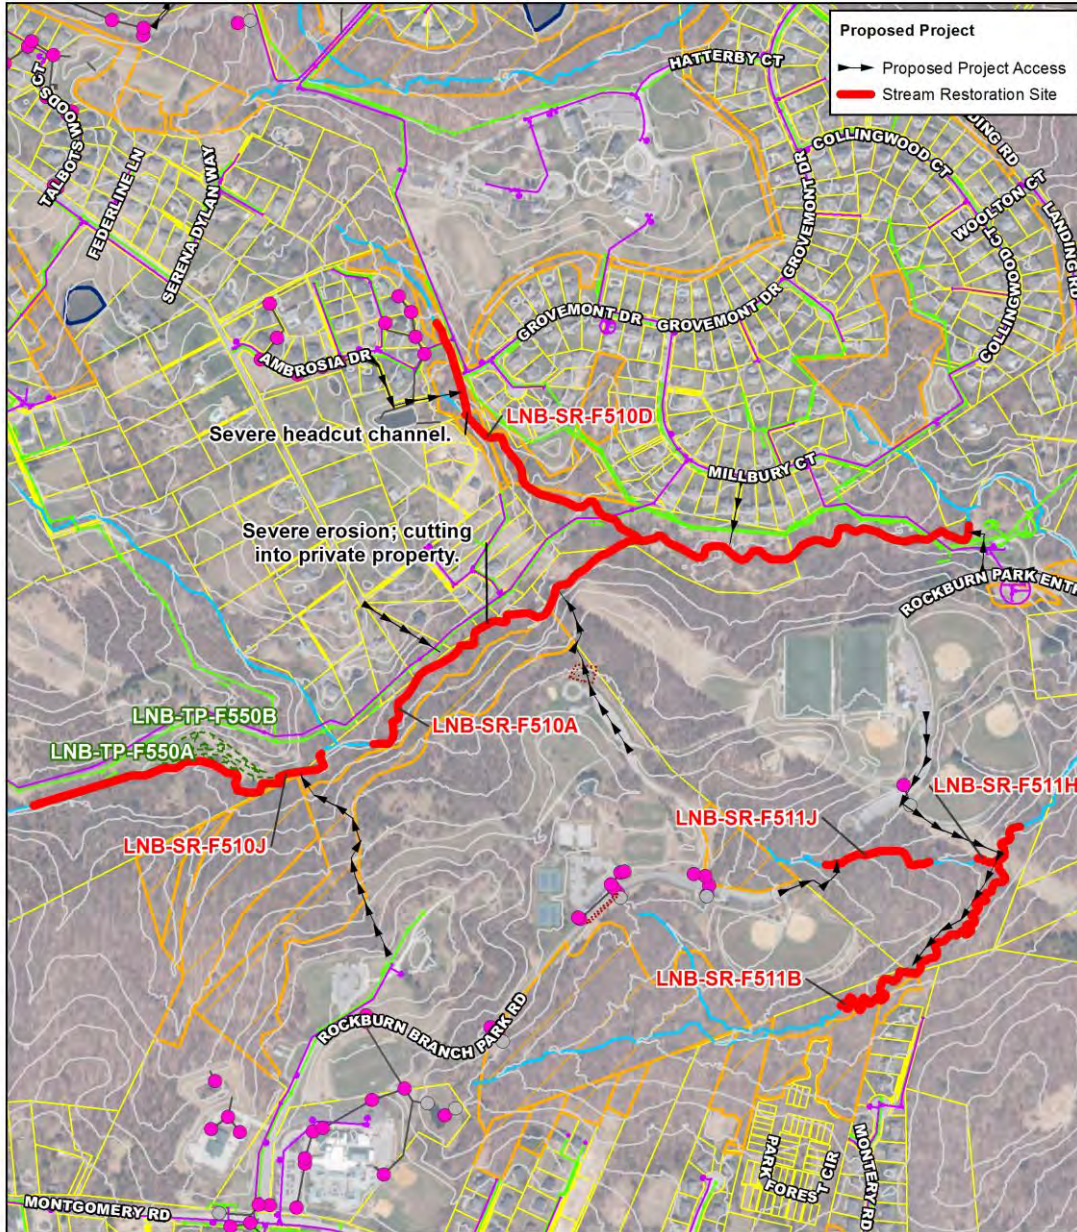 Proposed Project
Proposed Project Access
Stream Restoration Site
HATTERBY CT
TALBOTS WOODS CT
FEDERLINE LN
SERENA DYLAN WAY
COLLINGWOOD CT
LANDING RD
WOOLTON CT
GROVEMONT DR
GROVEMONT DR
GROVEMONT DR
COLLINGWOOD CT
AMBROSIA DR
LNB-SR-F510D
Severe headcut channel.
MILLBURY CT
Severe erosion; cutting
into private property.
LNB-TP-F550B
LNB-SR-F510A
LNB-TP-F550A
LNB-SR-F511H
LNB-SR-F511J
LNB-SR-F510J
LNB-SR-F511B
ROCKBURN BRANCH PARK RD
PARK FOREST CIR
MONTERY RD
MONTGOMERY RD